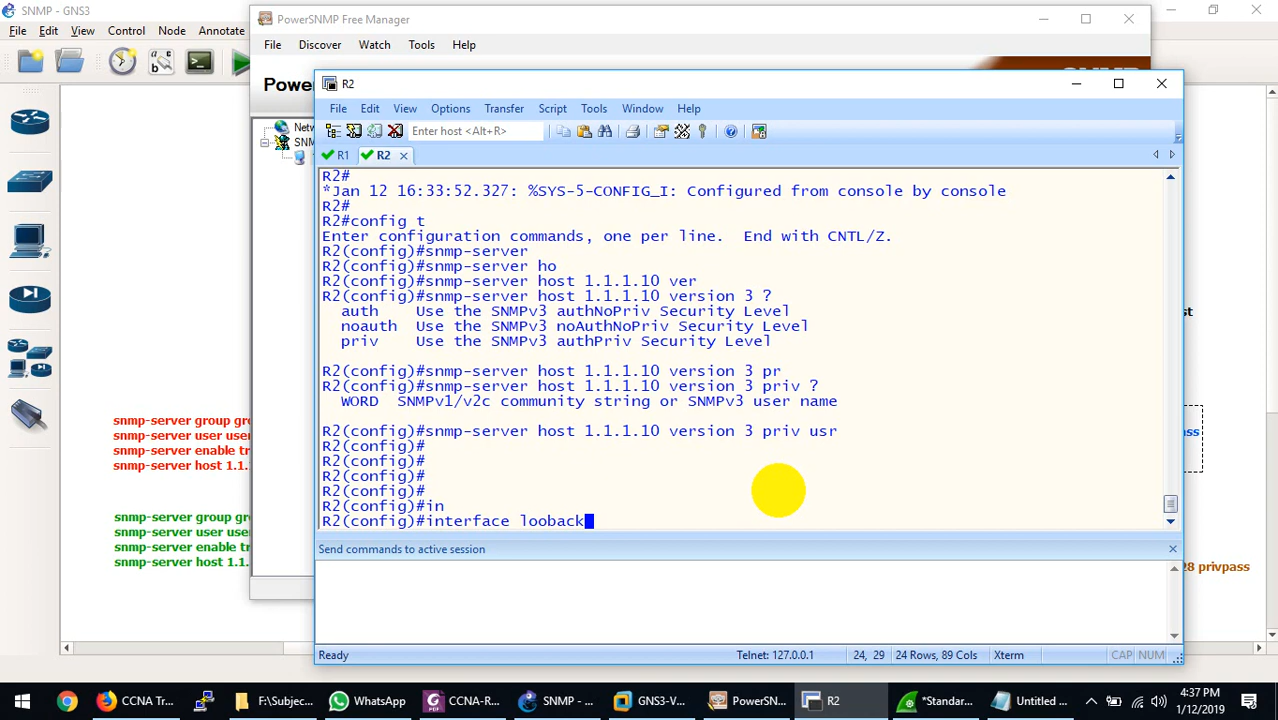 SNMP - GNS3
File Edit View Control Node Annotate
PowerSNMP Free Manager
File Discover Watch Tools Help
R2
File Edit View Options Transfer Script Tools Window Help
Enter host <Alt+R>
R1 R2
R2#
*Jan 12 16:33:52.327: %SYS-5-CONFIG_I: Configured from console by console
R2#
R2#config t
Enter configuration commands, one per line.  End with CNTL/Z.
R2(config)#snmp-server
R2(config)#snmp-server ho
R2(config)#snmp-server host 1.1.1.10 ver
R2(config)#snmp-server host 1.1.1.10 version 3 ?
auth Use the SNMPv3 authNoPriv Security Level
noauth Use the SNMPv3 noAuthNoPriv Security Level
priv Use the SNMPv3 authPriv Security Level
R2(config)#snmp-server host 1.1.1.10 version 3 pr
R2(config)#snmp-server host 1.1.1.10 version 3 priv ?
WORD SNMPv1/v2c community string or SNMPv3 user name
R2(config)#snmp-server host 1.1.1.10 version 3 priv usr
R2(config)#
R2(config)#
R2(config)#
R2(config)#
R2(config)#in
R2(config)#interface looback
Send commands to active session
Ready Telnet: 127.0.0.1 24, 29 24 Rows, 89 Cols Xterm CAP NUM
snmp-server group
snmp-server user
snmp-server enable
snmp-server host
snmp-server group
snmp-server user
snmp-server enable
snmp-server host
28 privpass
CCNA Tr... F:\Subjec... WhatsApp CCNA-R... SNMP - ... GNS3-V... PowerSN... R2 *Standar... Untitled ...
4:37 PM
1/12/2019